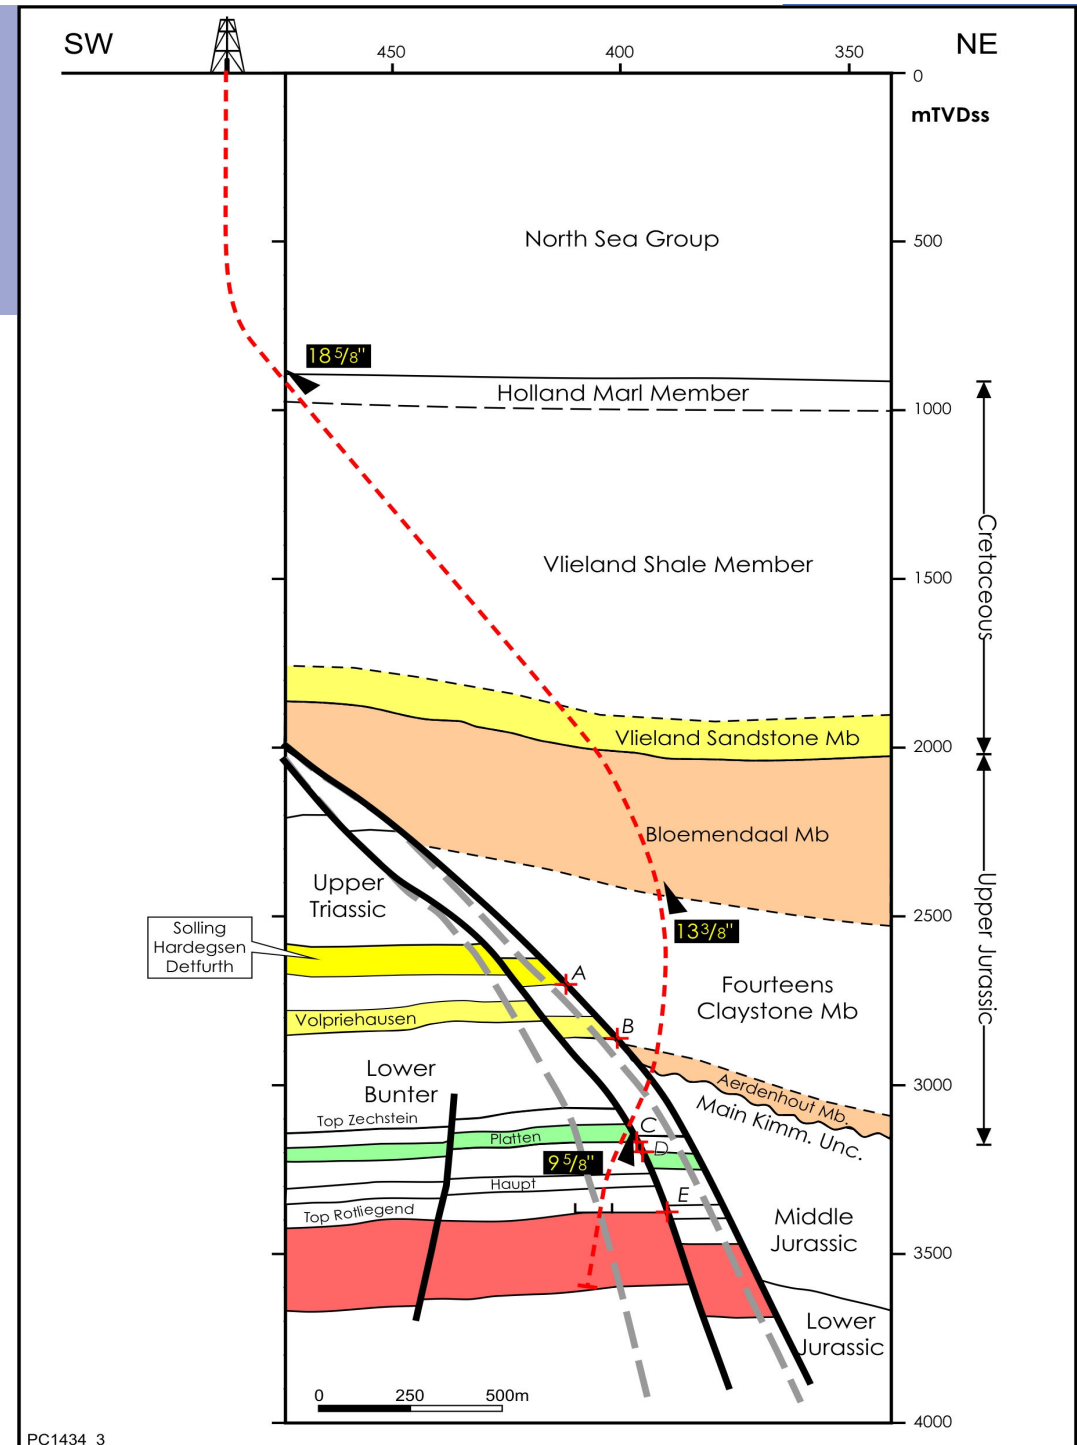 SW
450
400
350
NE
0
mTVDss
North Sea Group
500
18 5/8"
Holland Marl Member
1000
Cretaceous
Vlieland Shale Member
1500
Vlieland Sandstone Mb
2000
Bloemendaal Mb
Upper Jurassic
Upper
Triassic
2500
13 3/8"
Solling
Hardegsen
Detfurth
A
Fourteens
Claystone Mb
Volpriehausen
B
Lower
Bunter
3000
Aerdenhout Mb.
Main Kimm. Unc.
Top Zechstein
C
Platten
D
9 5/8"
Haupt
E
Top Rotliegend
Middle
Jurassic
3500
Lower
Jurassic
0
250
500m
4000
PC1434_3